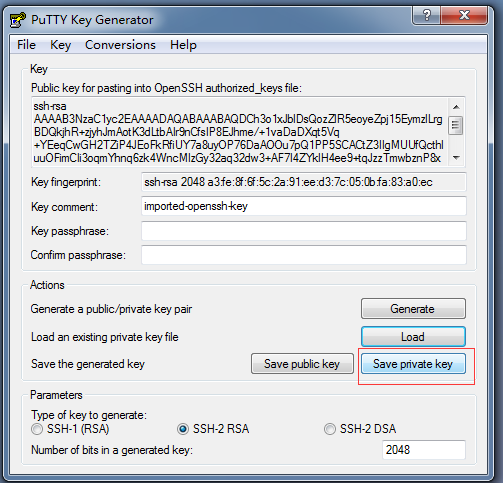 PuTTY Key Generator
File Key Conversions Help
Key
Public key for pasting into OpenSSH authorized_keys file:
ssh-rsa
AAAAB3NzaC1yc2EAAAADAQABAAABAQDCh3o1xJbIDsQozZIR5eoyeZpj15EymzILrg
BDQkjhR+zjyhJmAotK3dLtbAlr9nCfsIP8EJhme/+1vaDaDXqt5Vq
+YEeqCwGH2TZiP4JEoFkRfiUY7a8uyOP76DaAOOu7pQ1PP5SCACtZ3IlgMUUfQcthl
uuOFimCli3oqmYhnq6zk4WncMIzGy32aq32dw3+AF7l4ZYklH4ee9+tqJzzTmwbznP8x
Key fingerprint: ssh-rsa 2048 a3:fe:8f:6f:5c:2a:91:ee:d3:7c:05:0b:fa:83:a0:ec
Key comment: imported-openssh-key
Key passphrase:
Confirm passphrase:
Actions
Generate a public/private key pair Generate
Load an existing private key file Load
Save the generated key Save public key Save private key
Parameters
Type of key to generate:
SSH-1 (RSA) SSH-2 RSA SSH-2 DSA
Number of bits in a generated key: 2048